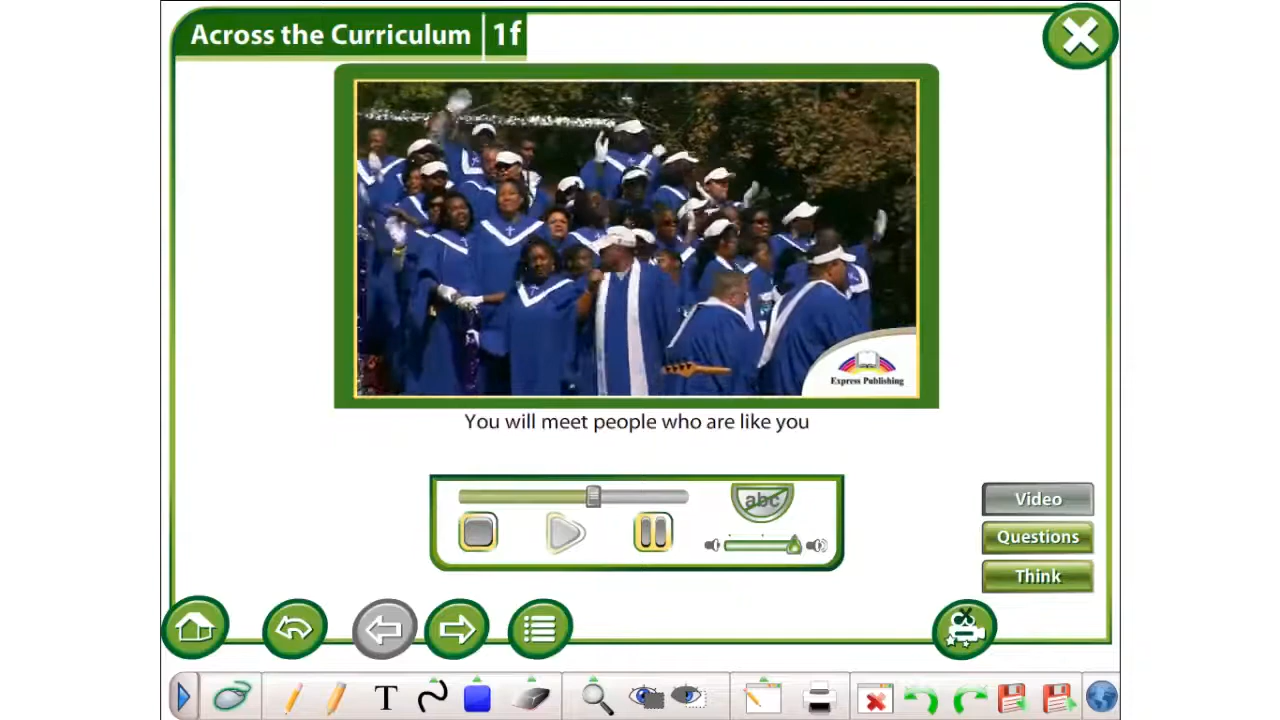 Across the Curriculum 1f
Express Publishing
You will meet people who are like you
abc
Video
Questions
Think
T